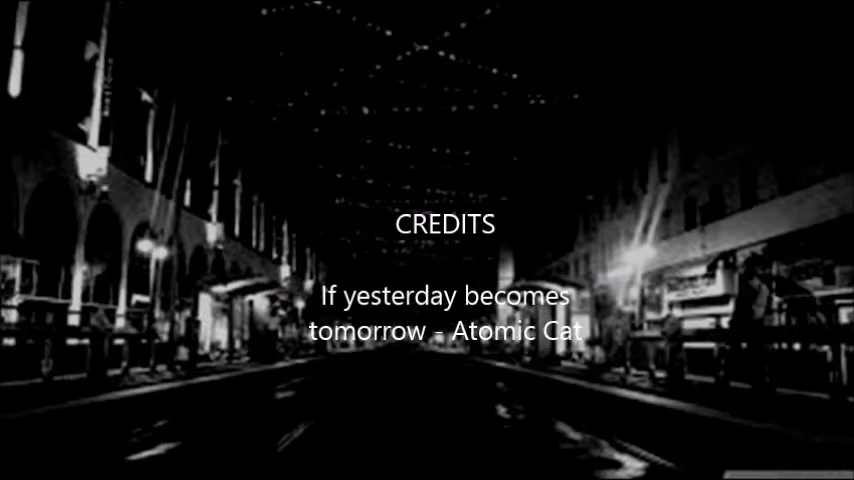 CREDITS
If yesterday becomes
tomorrow - Atomic Cat